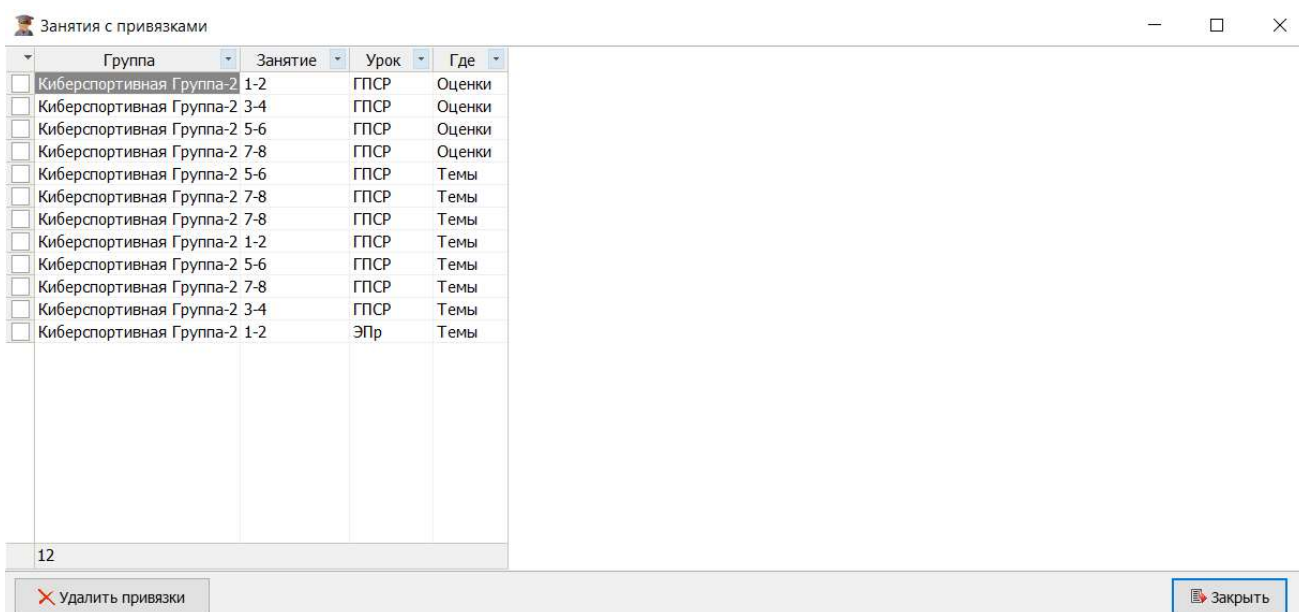 Занятия с привязками
Группа Занятие Урок Где
Киберспортивная Группа-2 1-2 ГПСР Оценки
Киберспортивная Группа-2 3-4 ГПСР Оценки
Киберспортивная Группа-2 5-6 ГПСР Оценки
Киберспортивная Группа-2 7-8 ГПСР Оценки
Киберспортивная Группа-2 5-6 ГПСР Темы
Киберспортивная Группа-2 7-8 ГПСР Темы
Киберспортивная Группа-2 7-8 ГПСР Темы
Киберспортивная Группа-2 1-2 ГПСР Темы
Киберспортивная Группа-2 5-6 ГПСР Темы
Киберспортивная Группа-2 7-8 ГПСР Темы
Киберспортивная Группа-2 3-4 ГПСР Темы
Киберспортивная Группа-2 1-2 ЭПр Темы
12
Удалить привязки Закрыть